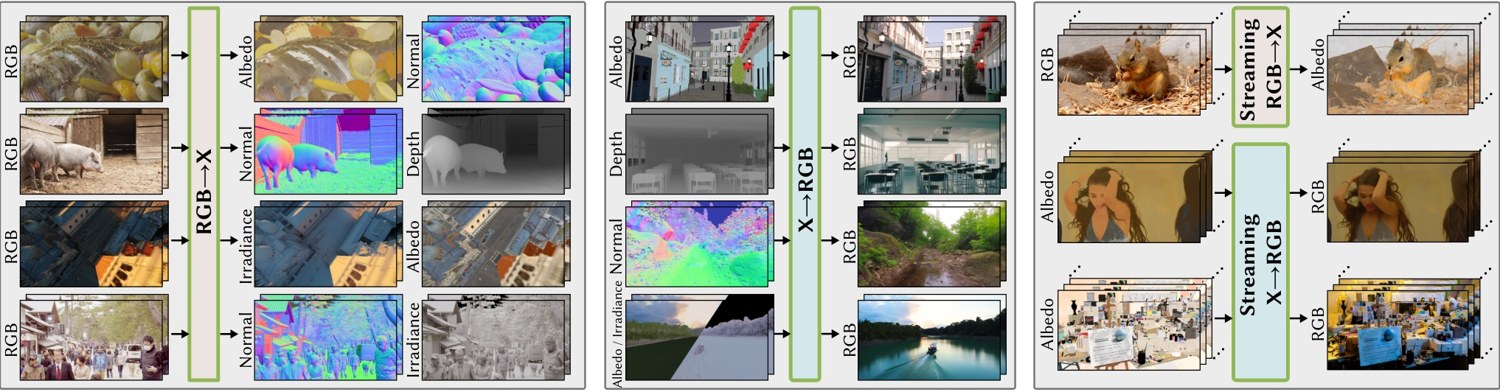 RGB
Albedo
Normal
RGB
Normal
Depth
RGB
Irradiance
Albedo
RGB
Normal
Irradiance
RGB→X
Albedo
RGB
Depth
RGB
Normal
RGB
Albedo / Irradiance
RGB
X→RGB
RGB
Streaming
RGB→X
Albedo
Albedo
RGB
Streaming
X→RGB
Albedo
RGB